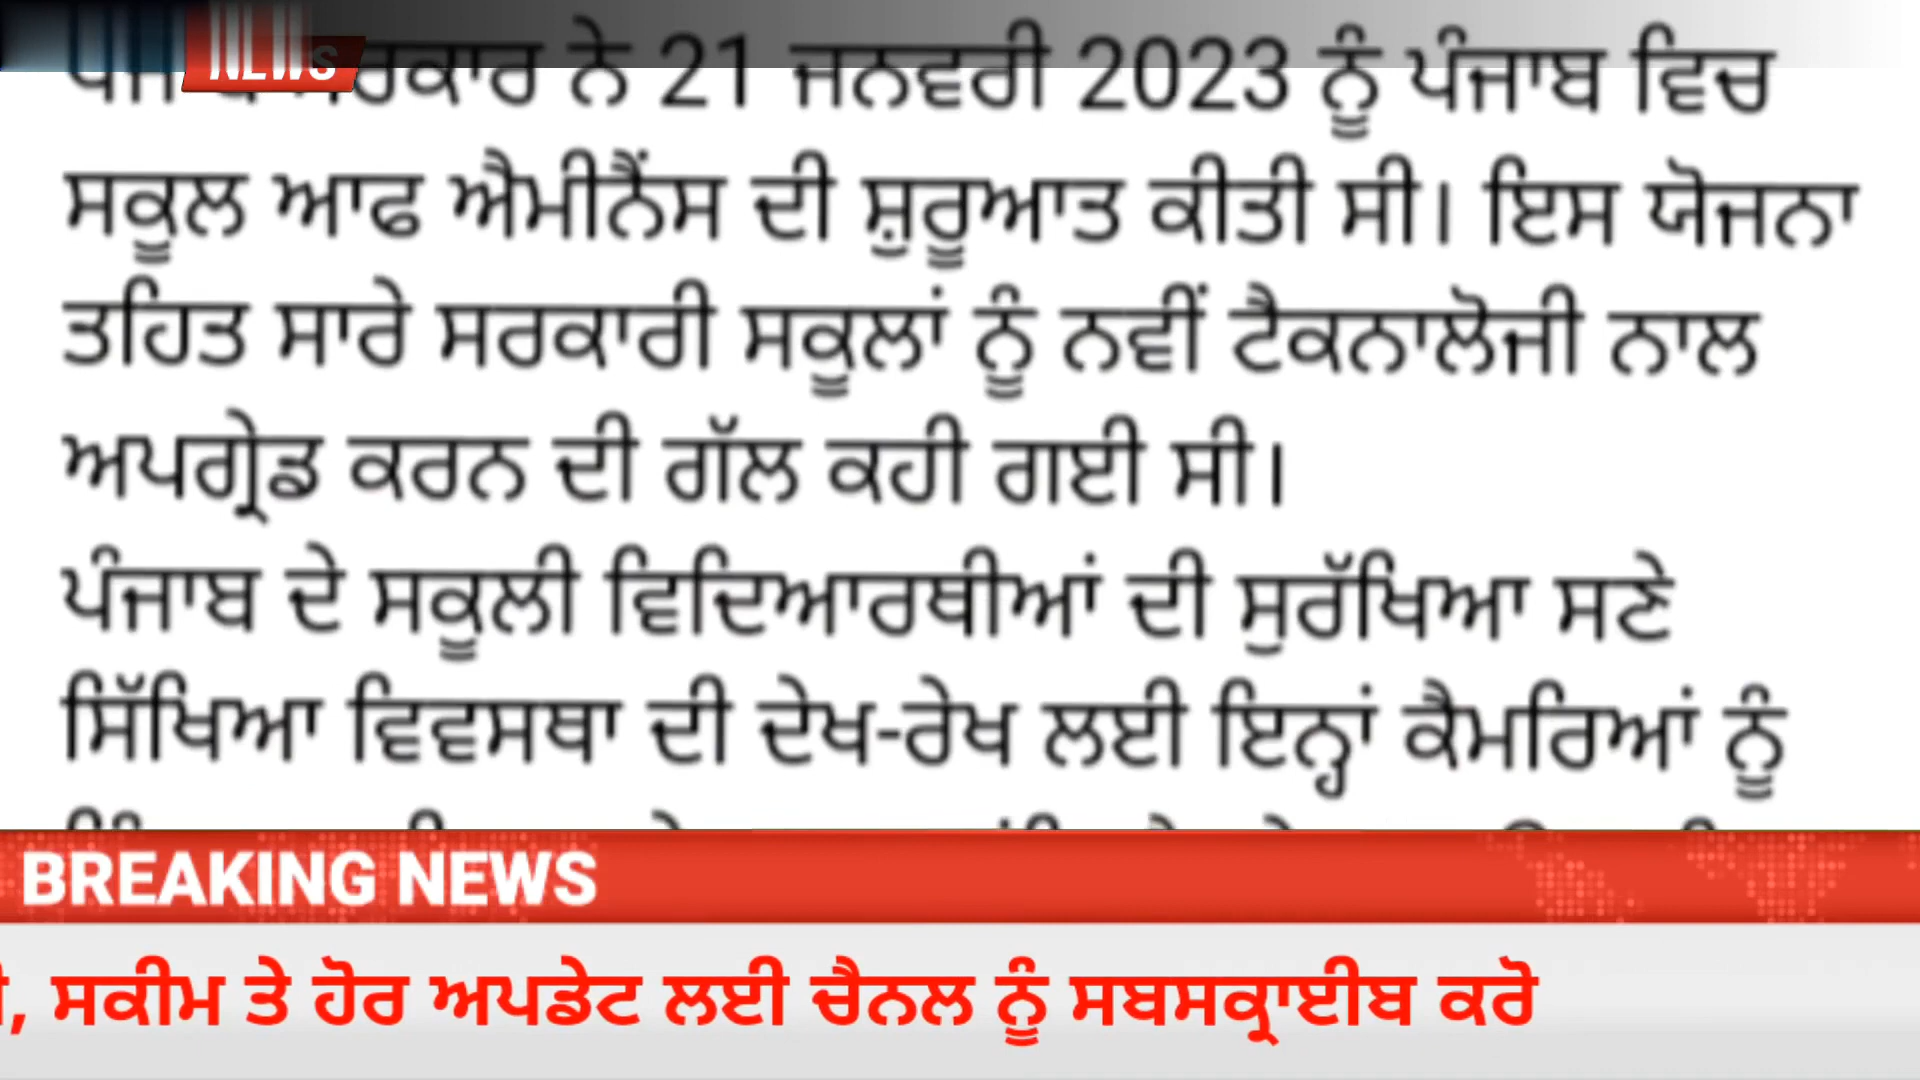 NEWS
ਸਰਕਾਰ ਨੇ 21 ਜਨਵਰੀ 2023 ਨੂੰ ਪੰਜਾਬ ਵਿਚ
ਸਕੂਲ ਆਫ ਐਮੀਨੈਂਸ ਦੀ ਸ਼ੁਰੂਆਤ ਕੀਤੀ ਸੀ। ਇਸ ਯੋਜਨਾ
ਤਹਿਤ ਸਾਰੇ ਸਰਕਾਰੀ ਸਕੂਲਾਂ ਨੂੰ ਨਵੀਂ ਟੈਕਨਾਲੋਜੀ ਨਾਲ
ਅਪਗ੍ਰੇਡ ਕਰਨ ਦੀ ਗੱਲ ਕਹੀ ਗਈ ਸੀ।
ਪੰਜਾਬ ਦੇ ਸਕੂਲੀ ਵਿਦਿਆਰਥੀਆਂ ਦੀ ਸੁਰੱਖਿਆ ਸਣੇ
ਸਿੱਖਿਆ ਵਿਵਸਥਾ ਦੀ ਦੇਖ-ਰੇਖ ਲਈ ਇਨ੍ਹਾਂ ਕੈਮਰਿਆਂ ਨੂੰ
BREAKING NEWS
, ਸਕੀਮ ਤੇ ਹੋਰ ਅਪਡੇਟ ਲਈ ਚੈਨਲ ਨੂੰ ਸਬਸਕ੍ਰਾਈਬ ਕਰੋ